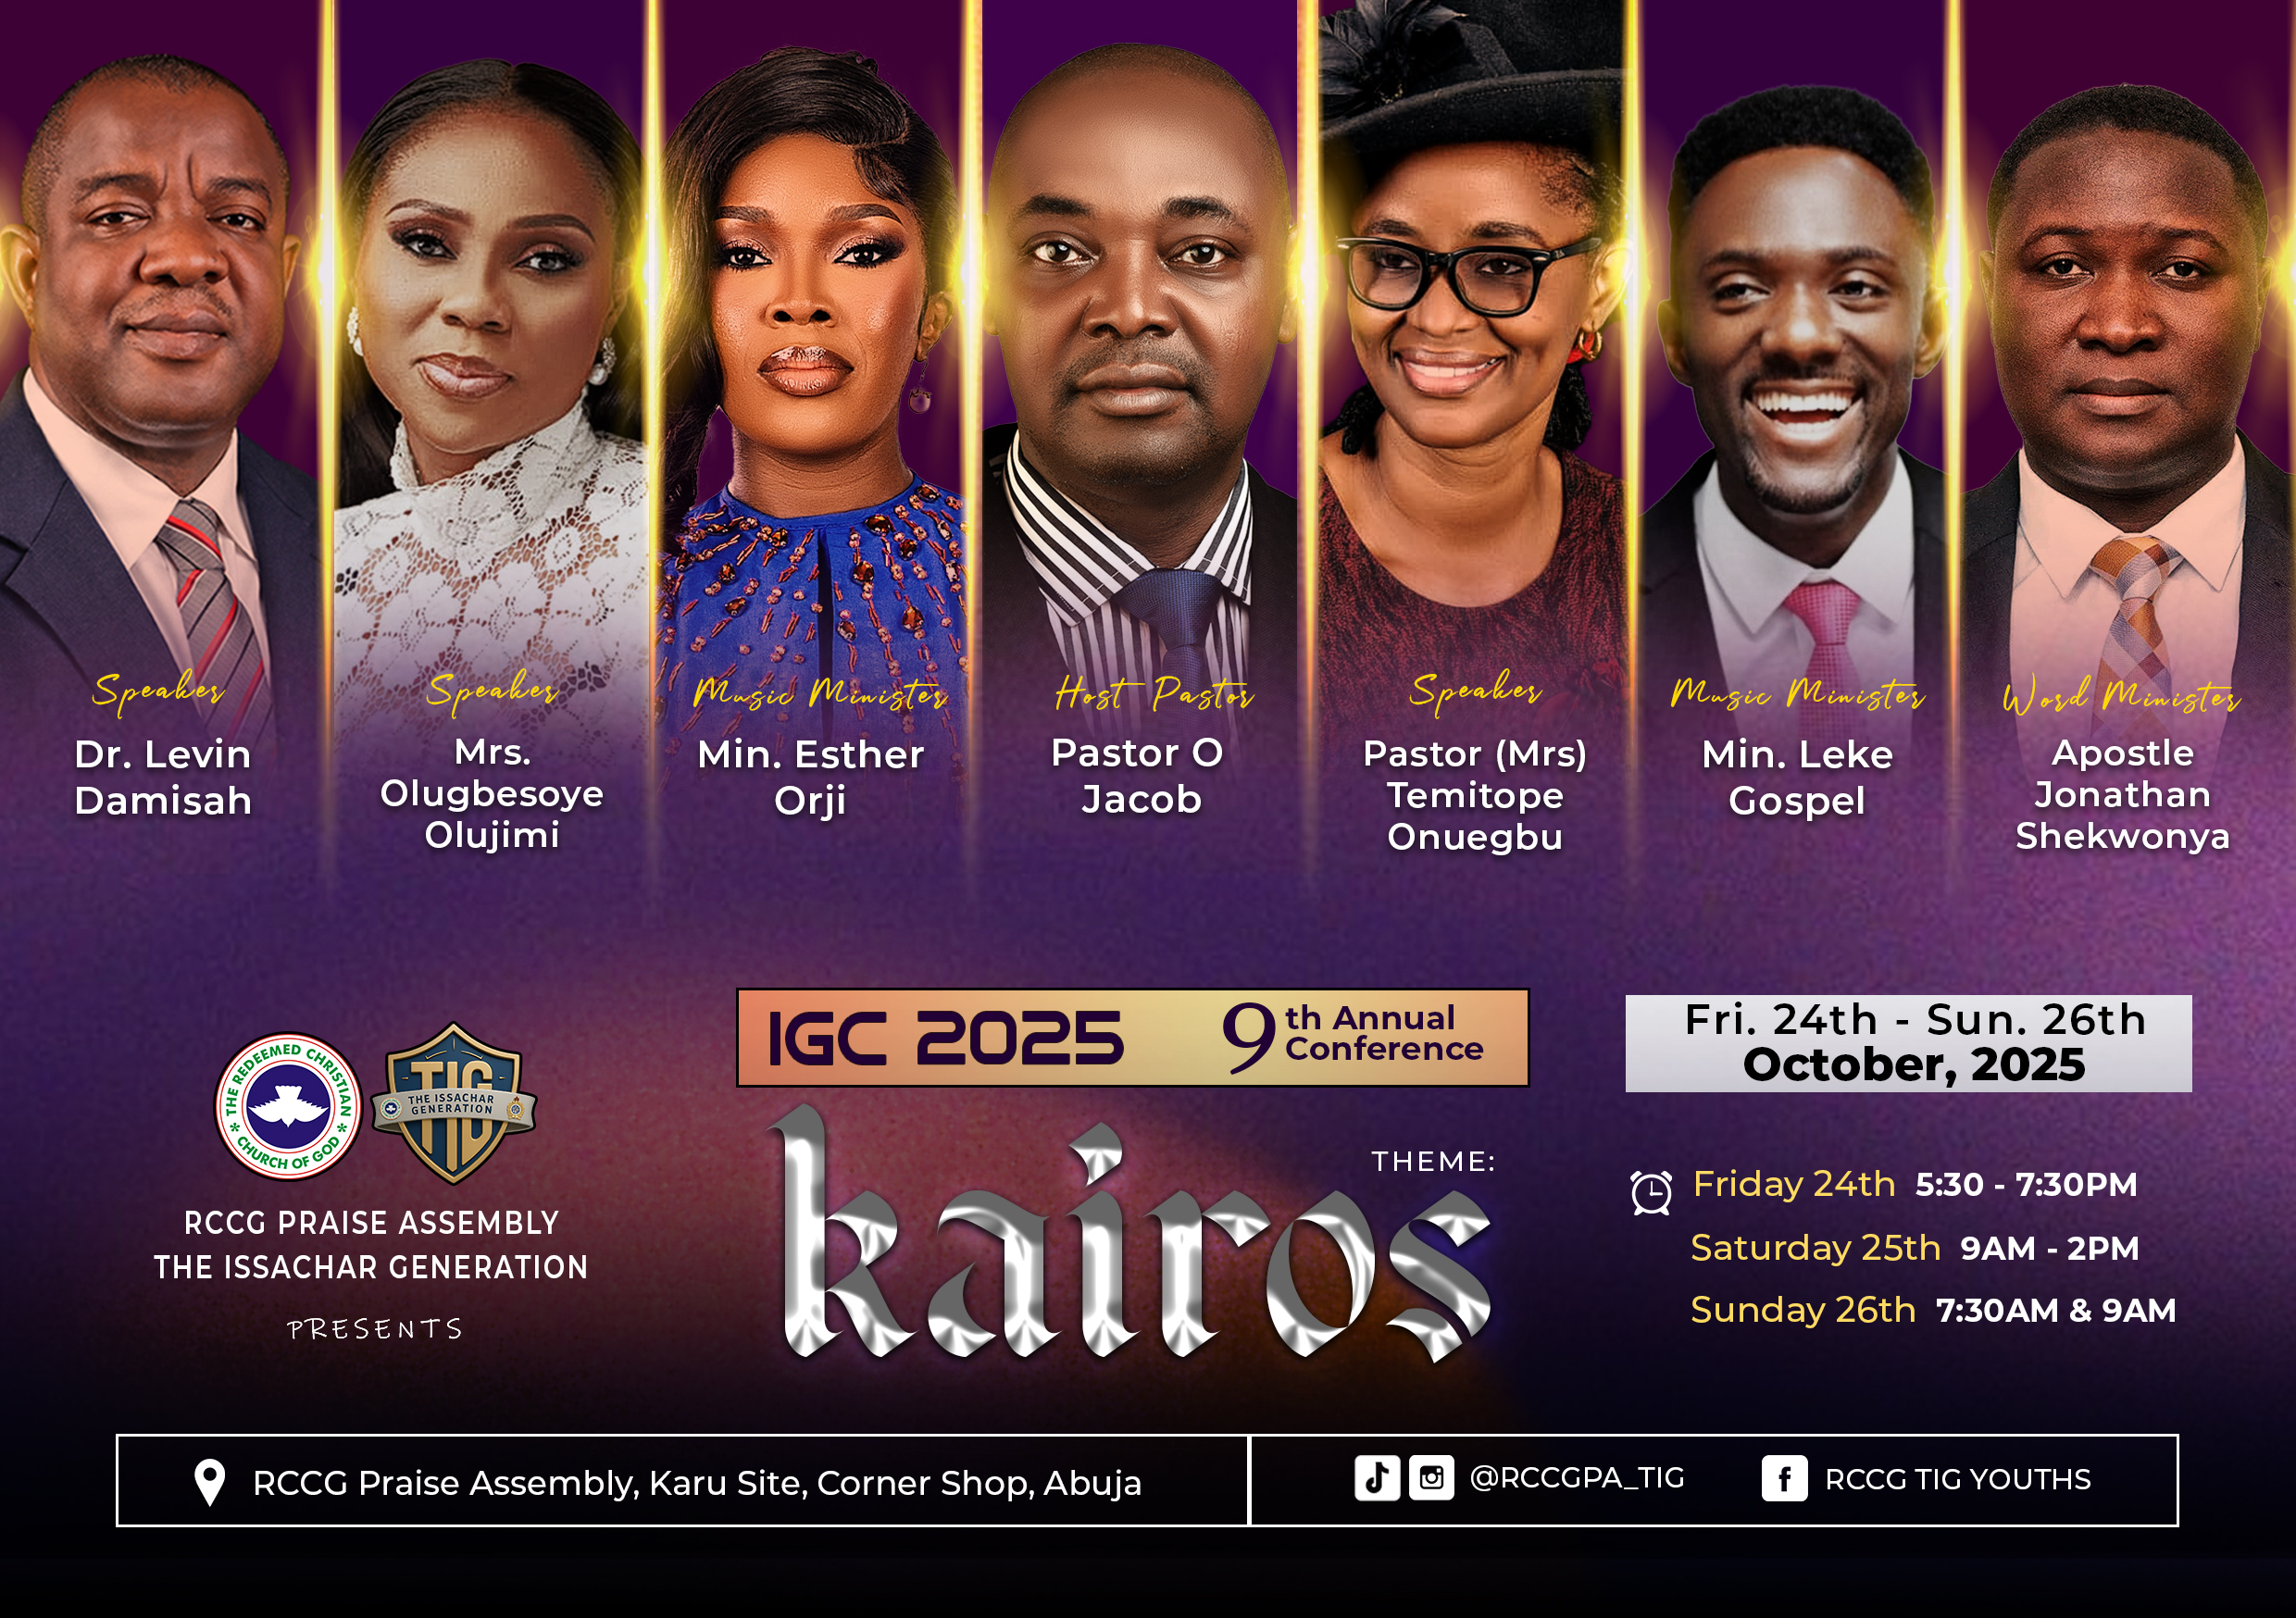 Speaker
Dr. Levin
Damisah
Speaker
Mrs.
Olugbesoye
Olujimi
Music Minister
Min. Esther
Orji
Host Pastor
Pastor O
Jacob
Speaker
Pastor (Mrs)
Temitope
Onuegbu
Music Minister
Min. Leke
Gospel
Word Minister
Apostle
Jonathan
Shekwonya
THE REDEEMED CHRISTIAN
CHURCH OF GOD
TIG
THE ISSACHAR
GENERATION
RCCG PRAISE ASSEMBLY
THE ISSACHAR GENERATION
PRESENTS
IGC 2025
9th Annual
Conference
THEME:
kairos
Fri. 24th - Sun. 26th
October, 2025
Friday 24th 5:30 - 7:30PM
Saturday 25th 9AM - 2PM
Sunday 26th 7:30AM & 9AM
RCCG Praise Assembly, Karu Site, Corner Shop, Abuja
@RCCGPA_TIG
RCCG TIG YOUTHS